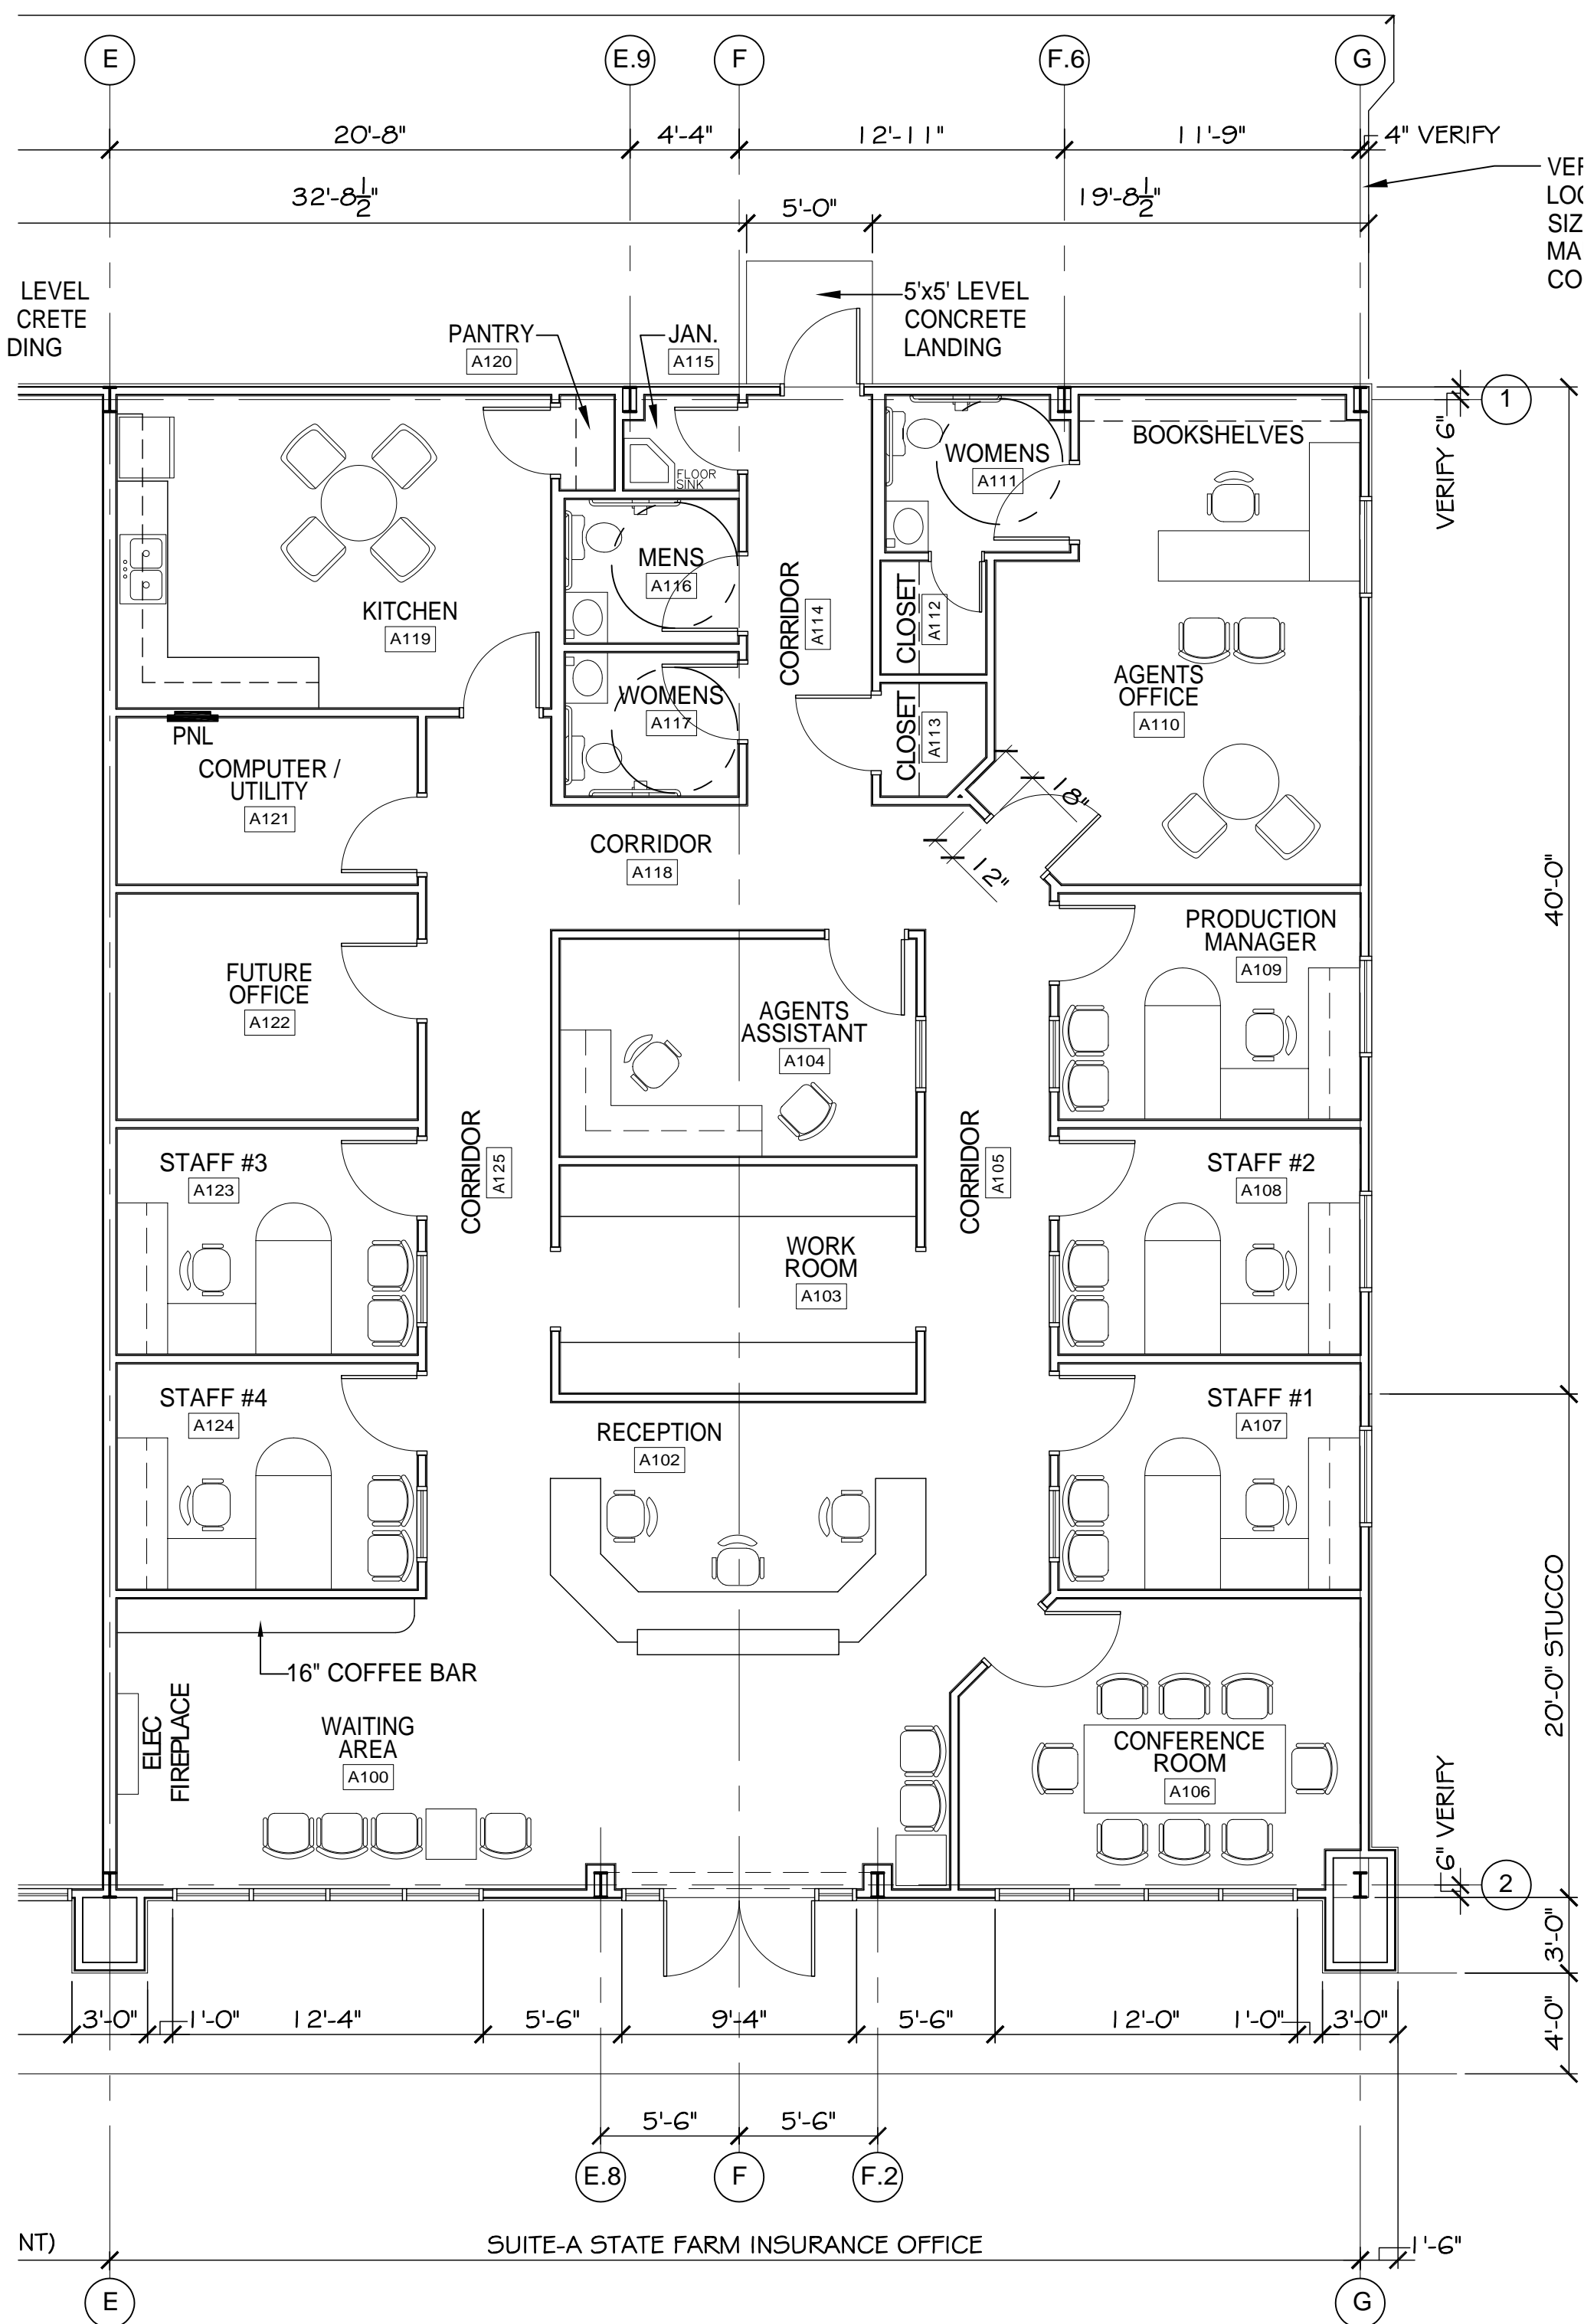 E E.9 F F.6 G
20'-8" 4'-4" 12'-11" 11'-9" 4" VERIFY
32'-8 1/2" 5'-0" 19'-8 1/2"
LEVEL
CRETE
DING
PANTRY
A120
JAN.
A115
5'x5' LEVEL
CONCRETE
LANDING
1
VERIFY 6"
FLOOR
SINK
WOMENS
A111
BOOKSHELVES
KITCHEN
A119
MENS
A116
CORRIDOR
A114
CLOSET
A112
WOMENS
A117
CLOSET
A113
AGENTS
OFFICE
A110
PNL
COMPUTER /
UTILITY
A121
18"
12"
CORRIDOR
A118
40'-0"
FUTURE
OFFICE
A122
AGENTS
ASSISTANT
A104
PRODUCTION
MANAGER
A109
STAFF #3
A123
CORRIDOR
A125
CORRIDOR
A105
STAFF #2
A108
WORK
ROOM
A103
STAFF #4
A124
RECEPTION
A102
STAFF #1
A107
20'-0" STUCCO
16" COFFEE BAR
ELEC
FIREPLACE
WAITING
AREA
A100
CONFERENCE
ROOM
A106
6" VERIFY
2
3'-0"
4'-0"
3'-0" 1'-0" 12'-4" 5'-6" 9'-4" 5'-6" 12'-0" 1'-0" 3'-0"
5'-6" 5'-6"
E.8 F F.2
NT) SUITE-A STATE FARM INSURANCE OFFICE 1'-6"
E G